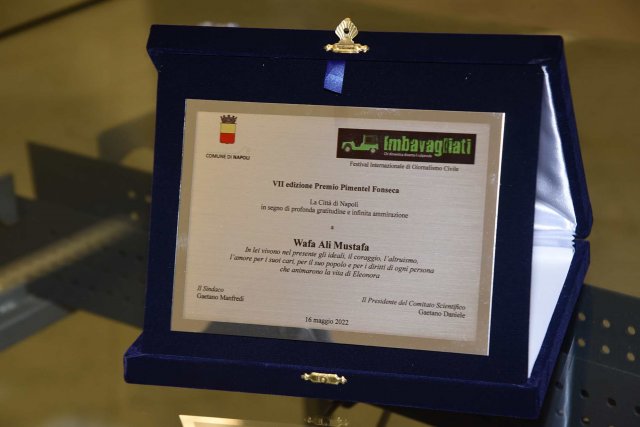 COMUNE DI NAPOLI
Imbavagliati
Festival Internazionale di Giornalismo Civile
VII edizione Premio Pimentel Fonseca
La Città di Napoli
in segno di profonda gratitudine e infinita ammirazione
a
Wafa Ali Mustafa
In lei vivono nel presente gli ideali, il coraggio, l'altruismo,
l'amore per i suoi cari, per il suo popolo e per i diritti di ogni persona
che animarono la vita di Eleonora
Il Sindaco
Gaetano Manfredi
Il Presidente del Comitato Scientifico
Gaetano Daniele
16 maggio 2022